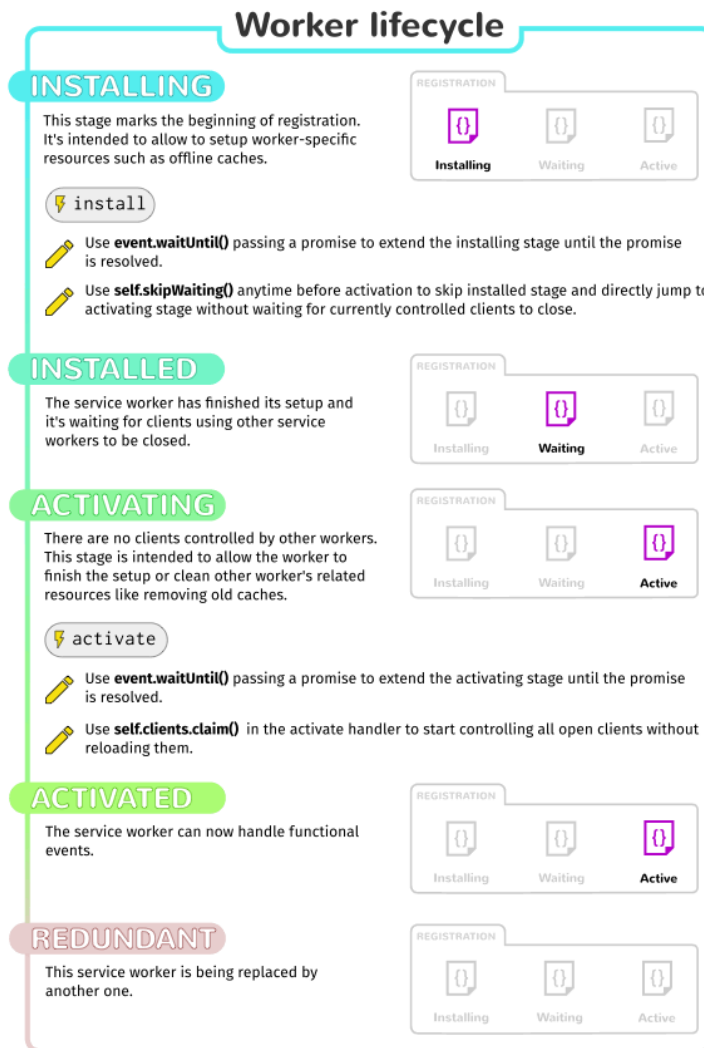 Worker lifecycle
INSTALLING
This stage marks the beginning of registration.
It's intended to allow to setup worker-specific
resources such as offline caches.
REGISTRATION
{}
{}
{}
Installing
Waiting
Active
install
Use event.waitUntil() passing a promise to extend the installing stage until the promise
is resolved.
Use self.skipWaiting() anytime before activation to skip installed stage and directly jump to
activating stage without waiting for currently controlled clients to close.
INSTALLED
The service worker has finished its setup and
it's waiting for clients using other service
workers to be closed.
REGISTRATION
{}
{}
{}
Installing
Waiting
Active
ACTIVATING
There are no clients controlled by other workers.
This stage is intended to allow the worker to
finish the setup or clean other worker's related
resources like removing old caches.
REGISTRATION
{}
{}
{}
Installing
Waiting
Active
activate
Use event.waitUntil() passing a promise to extend the activating stage until the promise
is resolved.
Use self.clients.claim() in the activate handler to start controlling all open clients without
reloading them.
ACTIVATED
The service worker can now handle functional
events.
REGISTRATION
{}
{}
{}
Installing
Waiting
Active
REDUNDANT
This service worker is being replaced by
another one.
REGISTRATION
{}
{}
{}
Installing
Waiting
Active